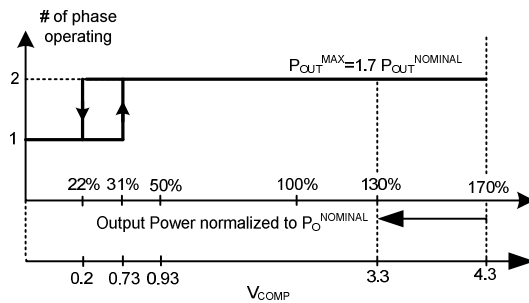 # of phase
operating
P_OUT^MAX=1.7 P_OUT^NOMINAL
2
1
22% 31% 50% 100% 130% 170%
Output Power normalized to P_O^NOMINAL
0.2 0.73 0.93 3.3 4.3
V_COMP